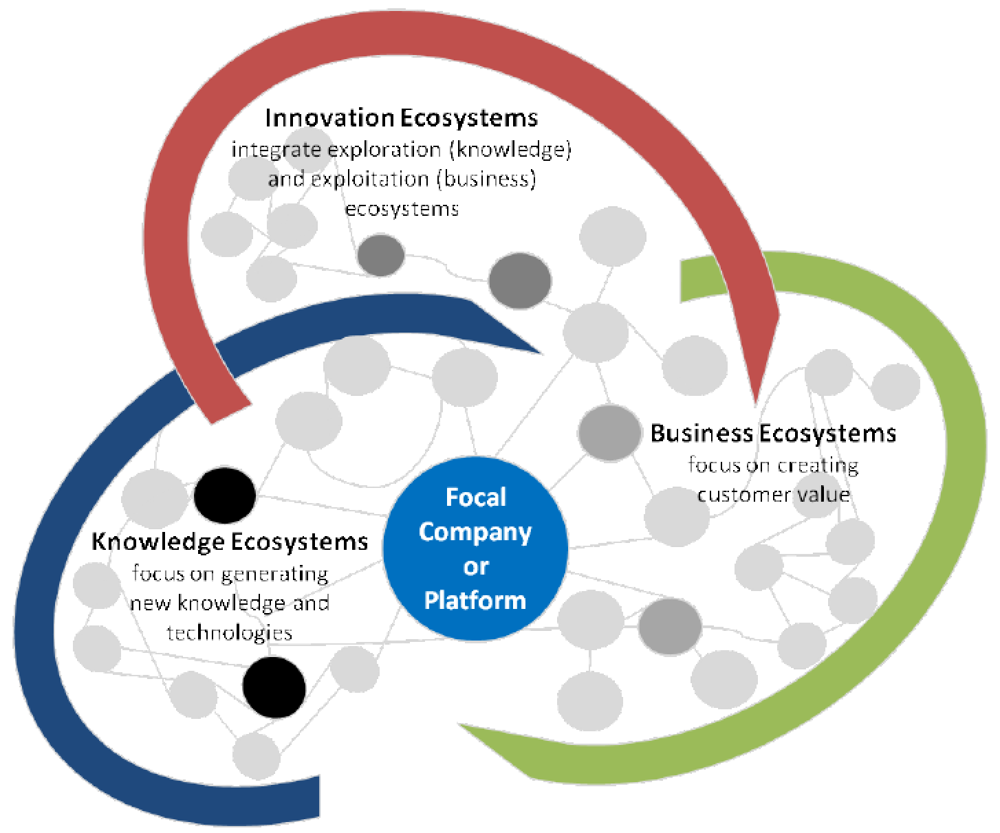 Innovation Ecosystems
integrate exploration (knowledge)
and exploitation (business)
ecosystems
Business Ecosystems
focus on creating
customer value
Focal
Company
or
Platform
Knowledge Ecosystems
focus on generating
new knowledge and
technologies